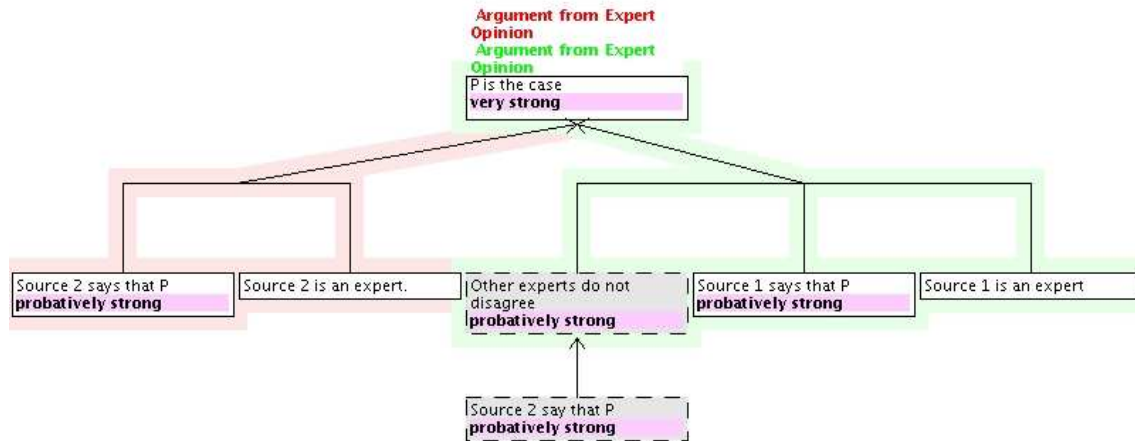 Argument from Expert
Opinion
Argument from Expert
Opinion
P is the case
very strong
Source 2 says that P
probatively strong
Source 2 is an expert.
Other experts do not
disagree
probatively strong
Source 1 says that P
probatively strong
Source 1 is an expert
Source 2 say that P
probatively strong